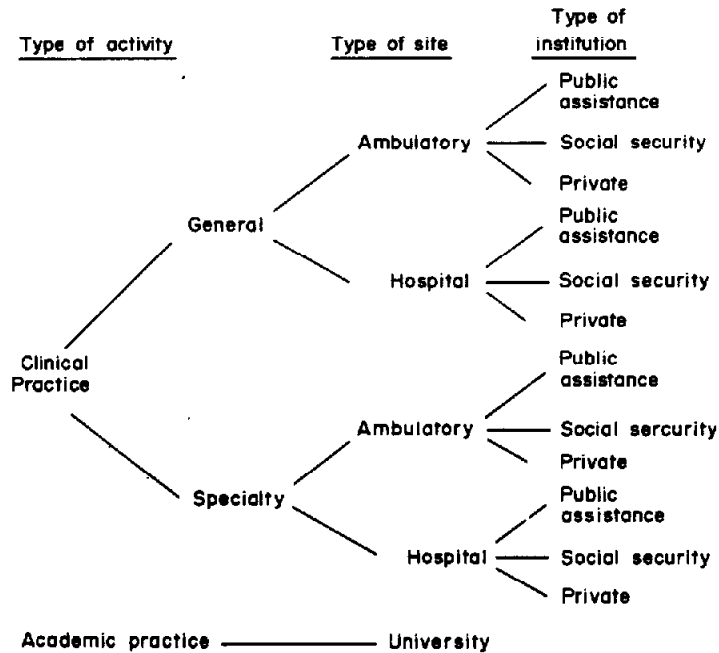 Type of activity
Type of site
Type of
institution
Public
assistance
Ambulatory
Social security
Private
General
Public
assistance
Hospital
Social security
Private
Clinical
Practice
Public
assistance
Ambulatory
Social sercurity
Private
Specialty
Public
assistance
Hospital
Social security
Private
Academic practice
University